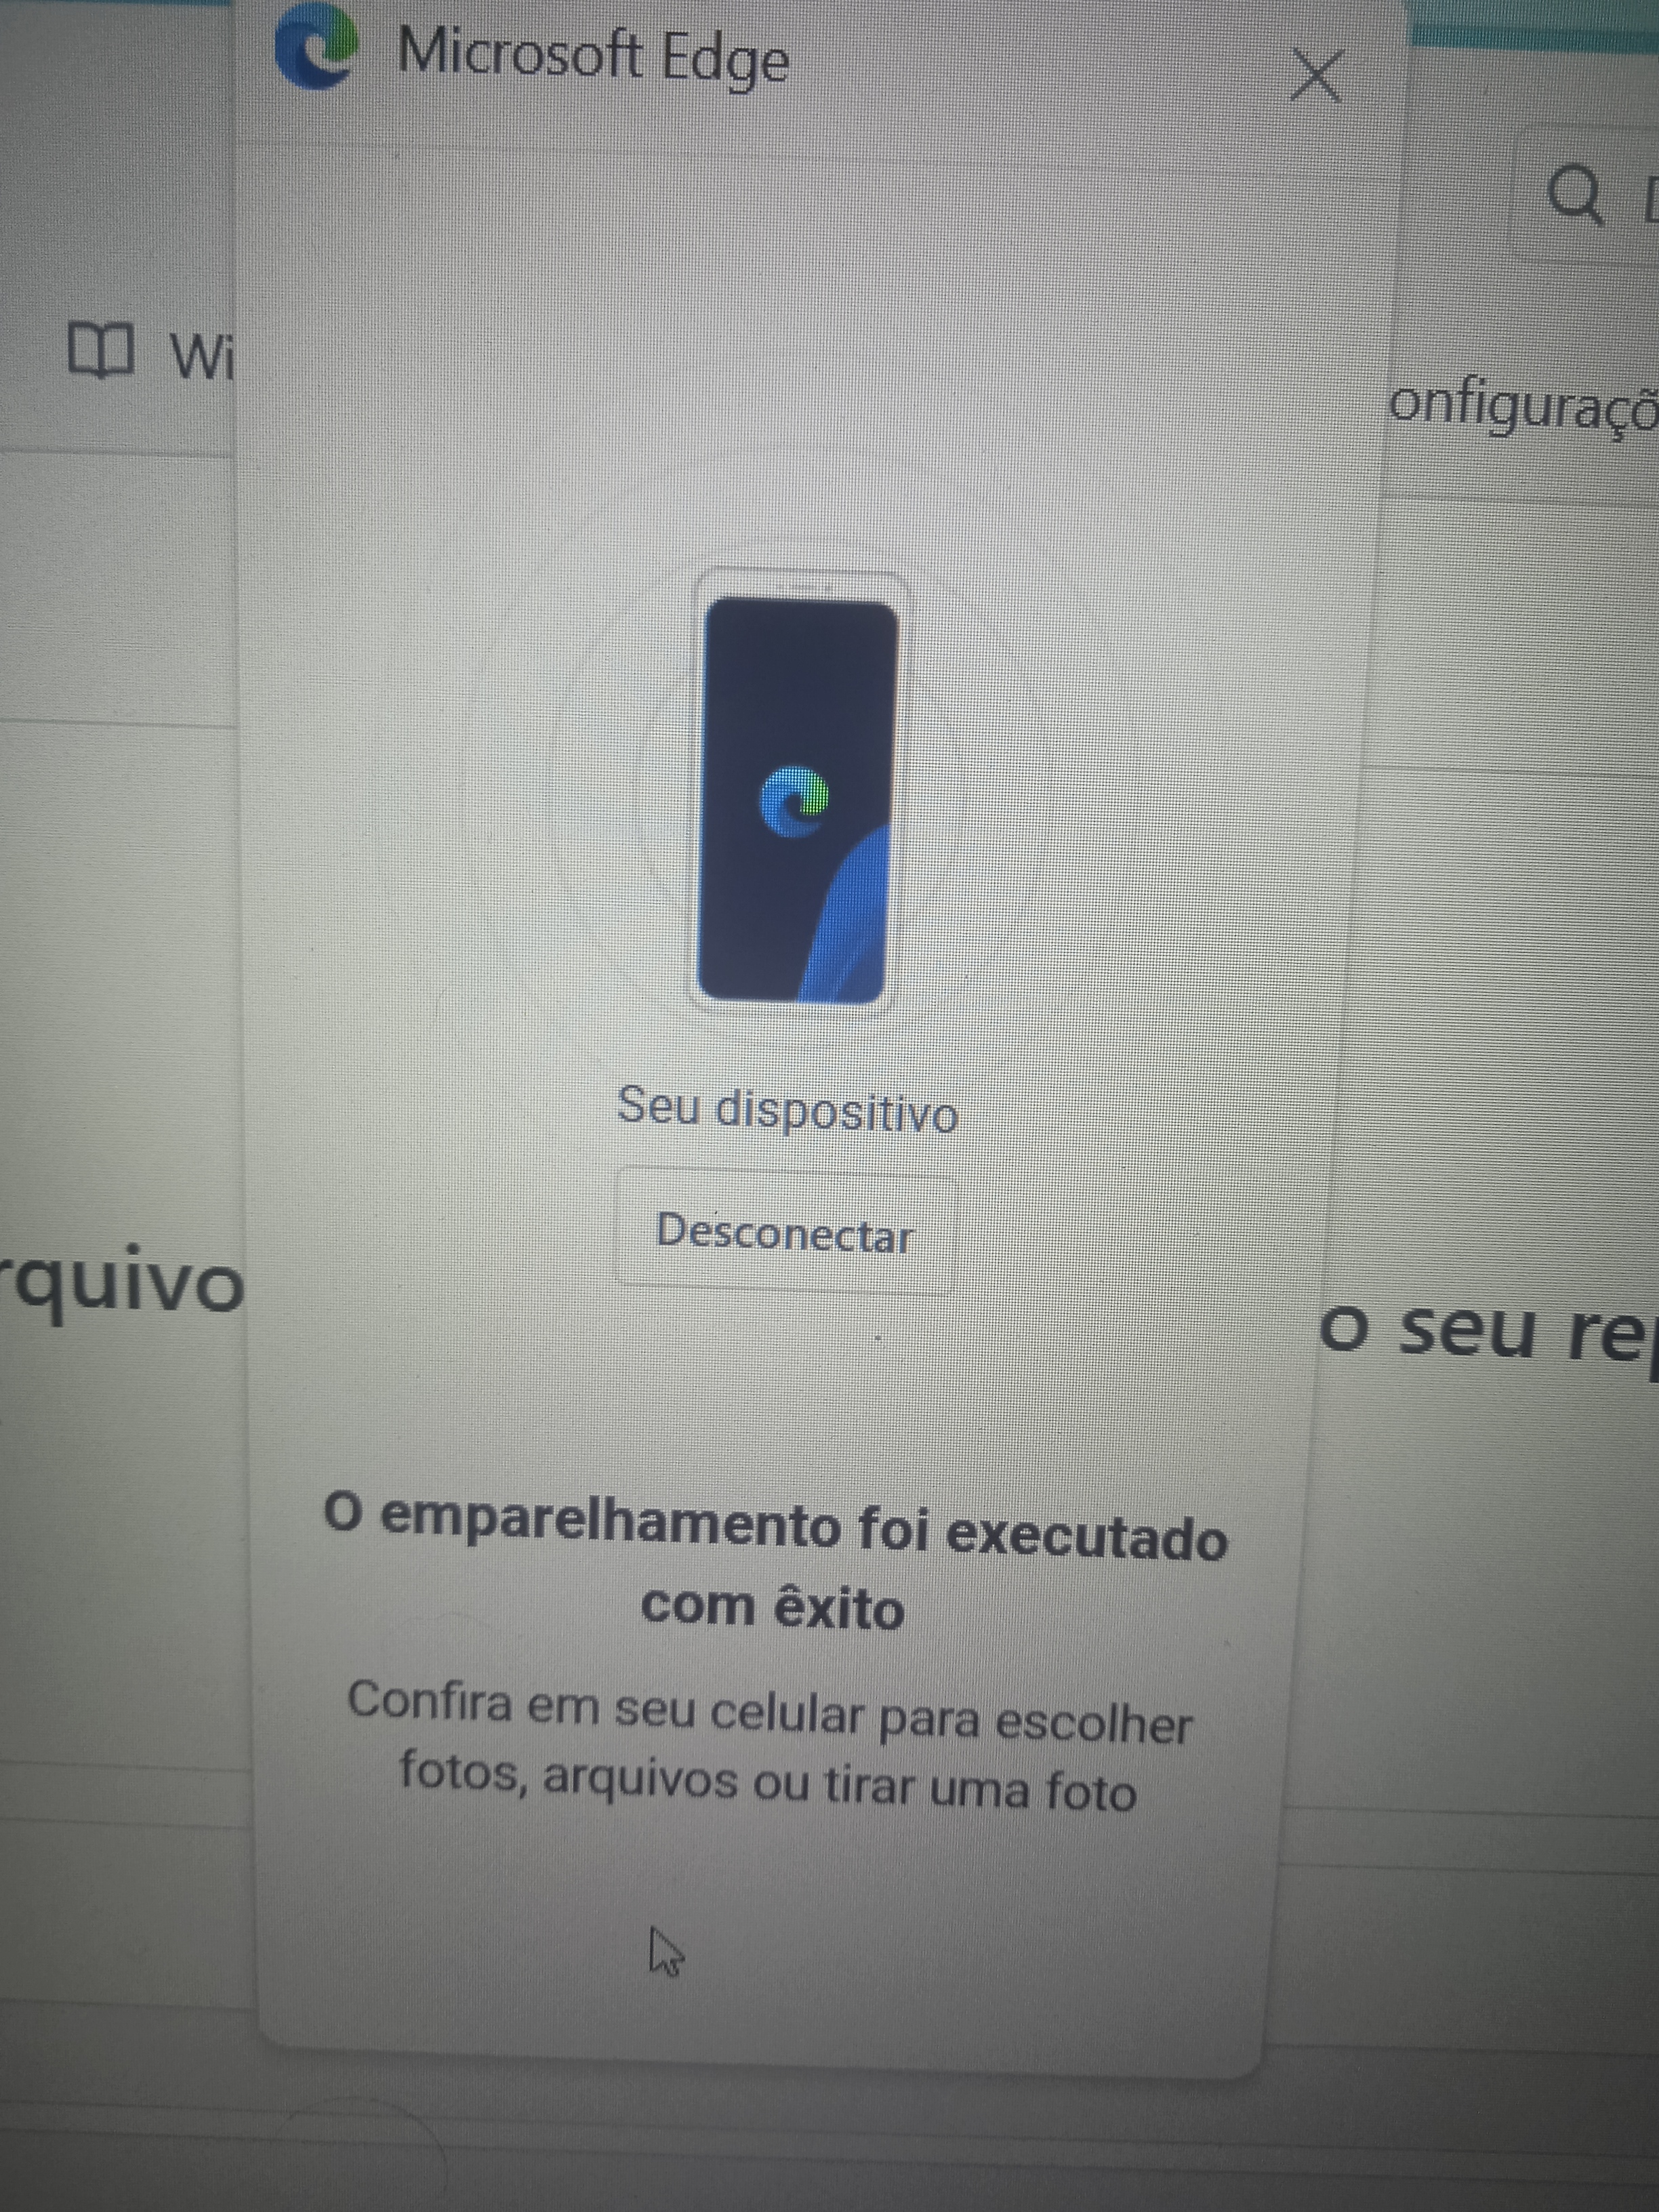 Microsoft Edge
Wi
onfiguraçõ
Seu dispositivo
Desconectar
rquivo
o seu rep
O emparelhamento foi executado
com êxito
Confira em seu celular para escolher
fotos, arquivos ou tirar uma foto